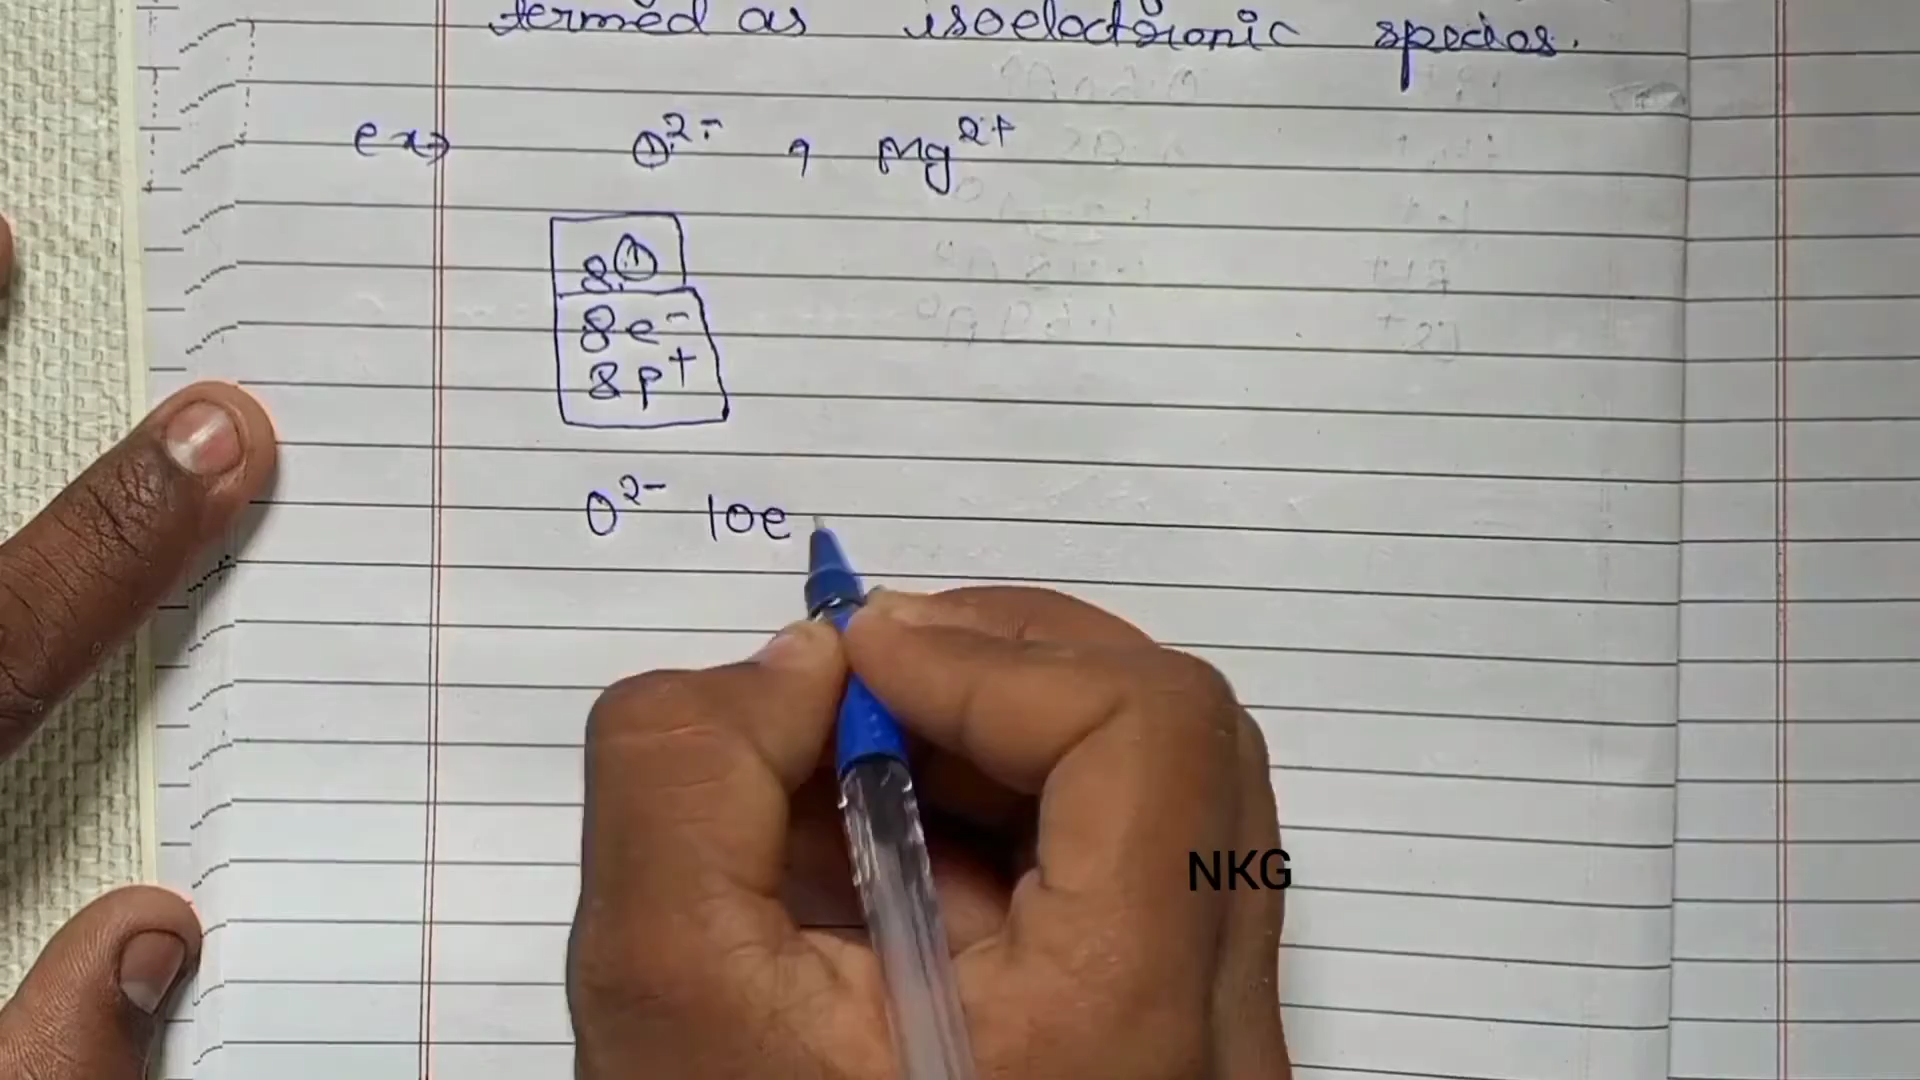 termed as isoelectronic species.
ex→ O²⁻ , Mg²⁺
₈O
8e⁻
8p⁺
O²⁻ 10e
NKG